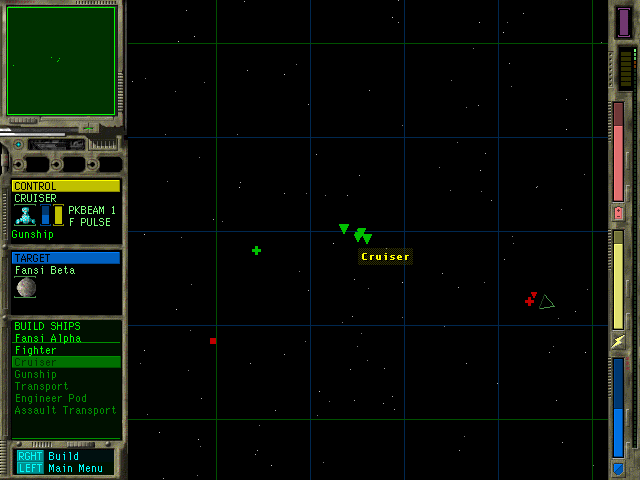 CONTROL
CRUISER
PKBEAM 1
F PULSE
Gunship
TARGET
Fansi Beta
BUILD SHIPS
Fansi Alpha
Fighter
Cruiser
Gunship
Transport
Engineer Pod
Assault Transport
RGHT Build
LEFT Main Menu
Cruiser